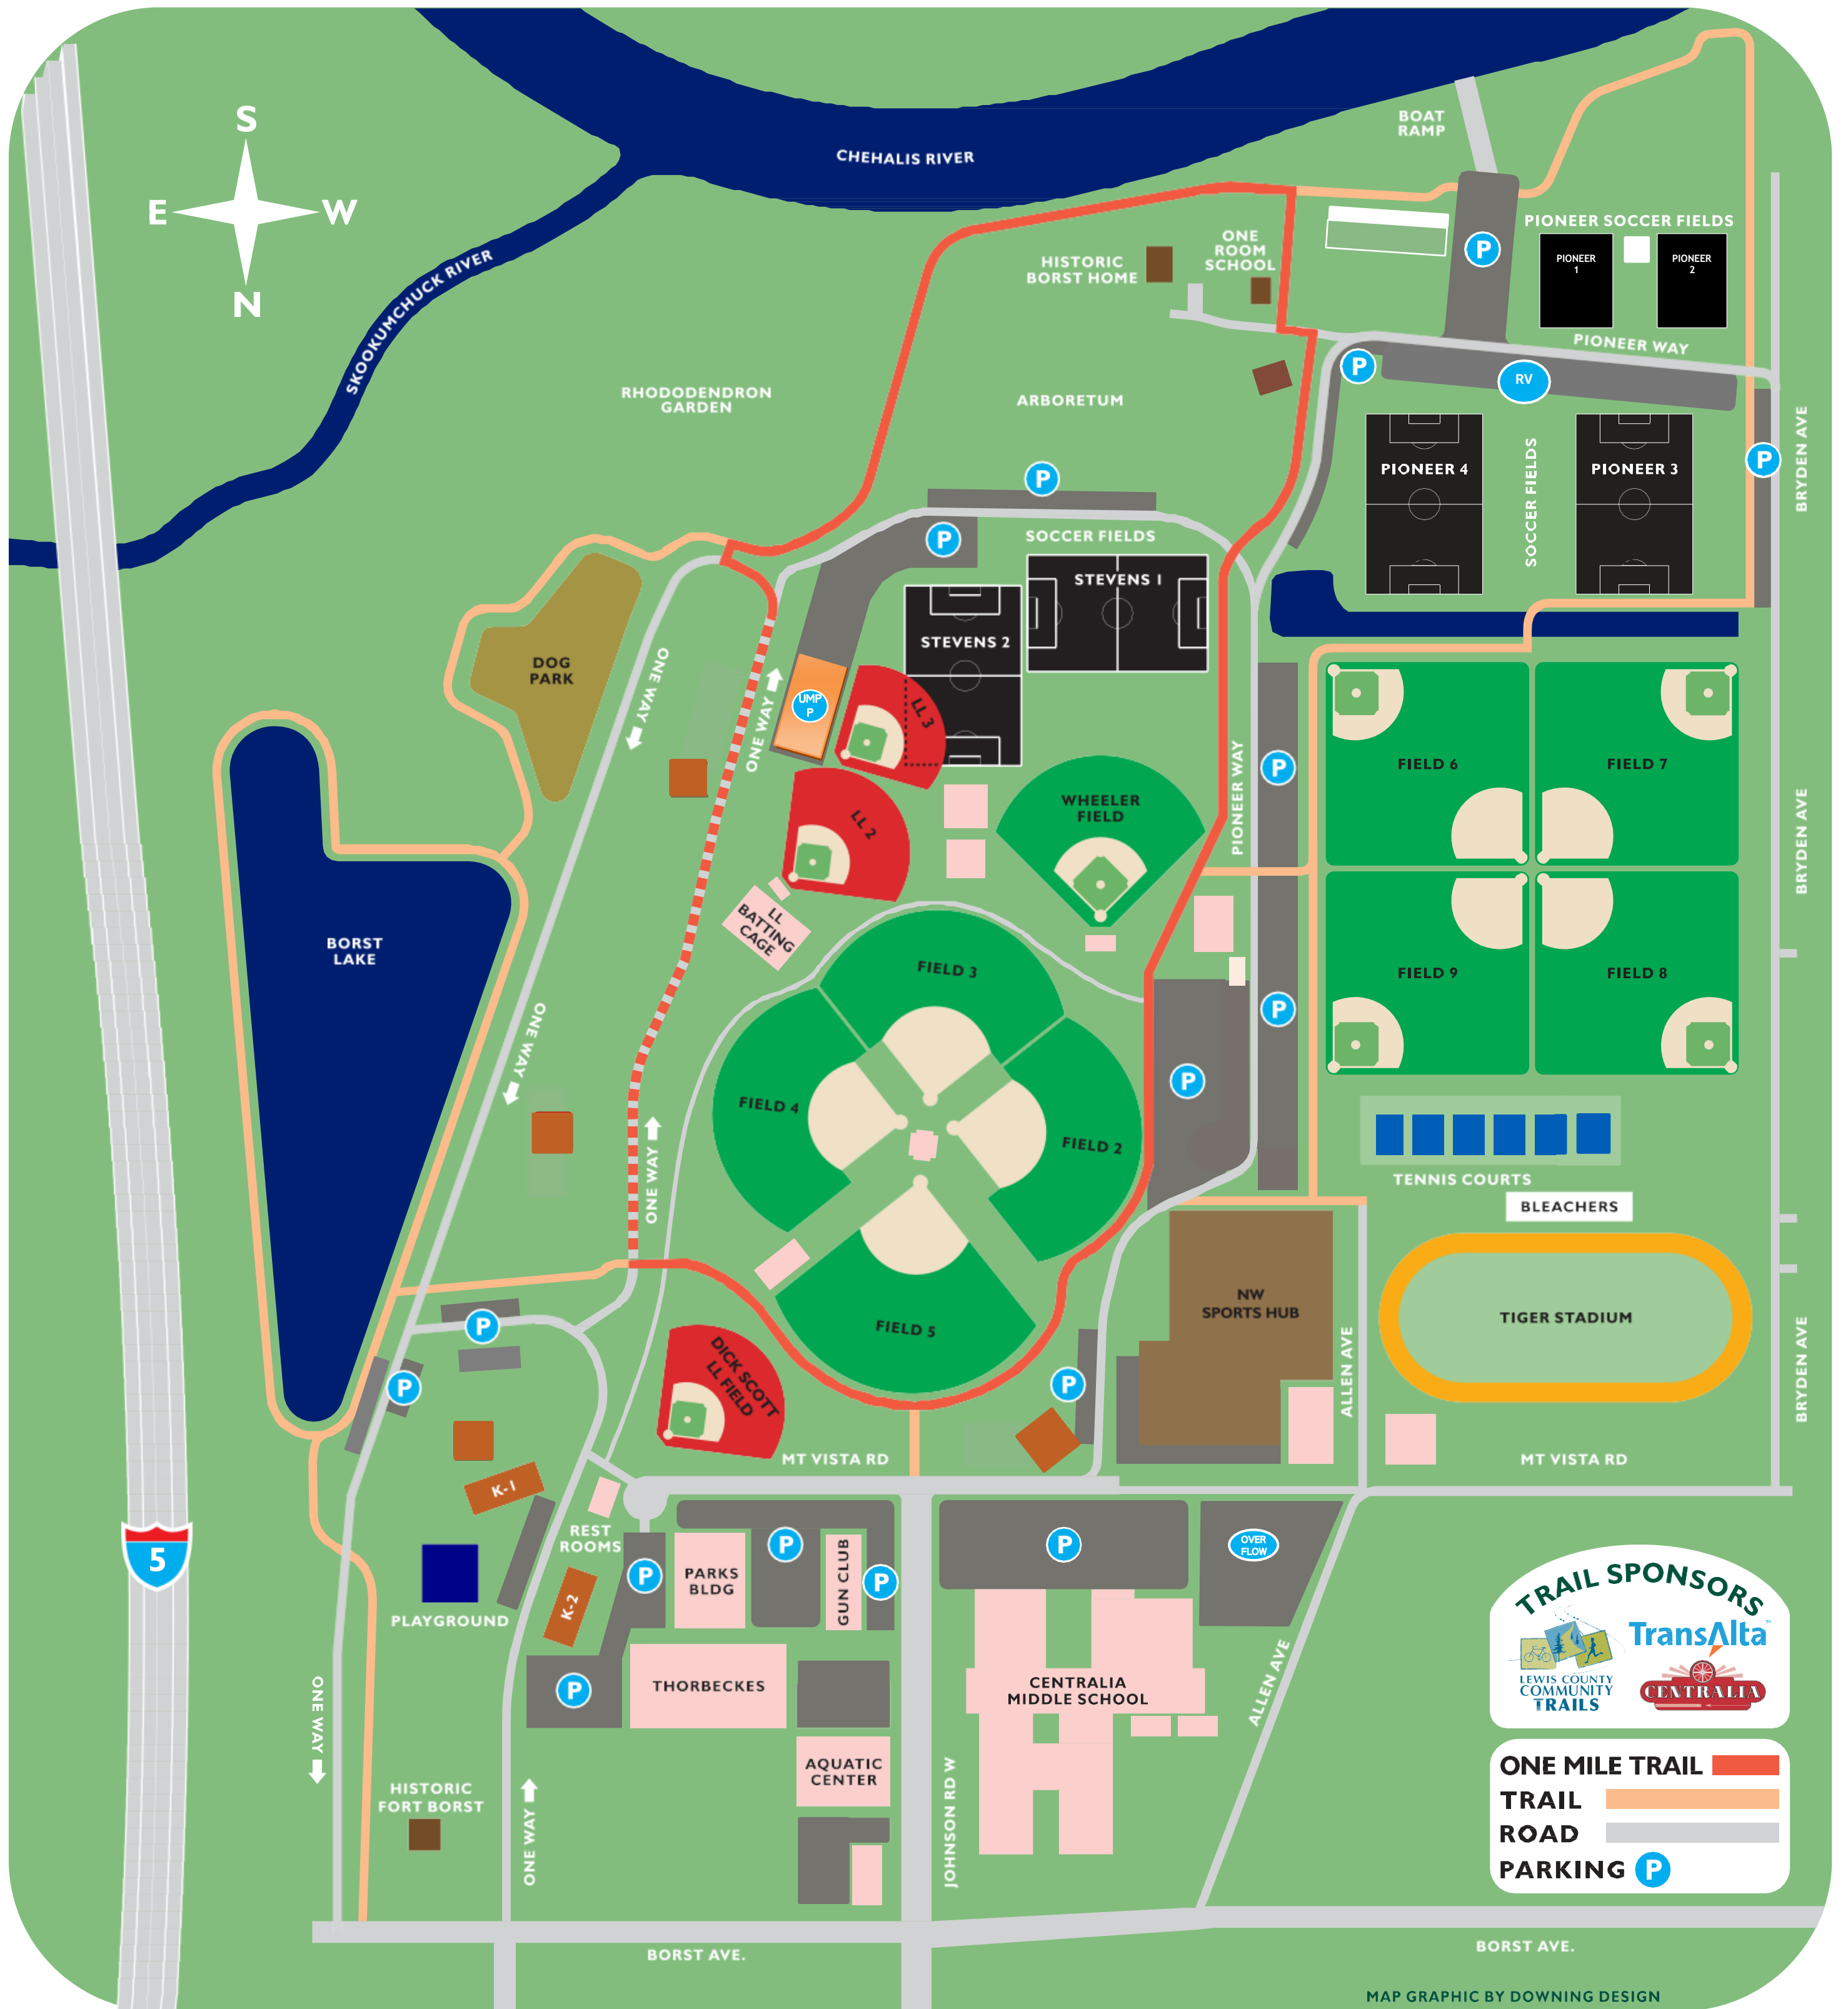 S
E
W
N
CHEHALIS RIVER
BOAT
RAMP
SKOOKUMCHUCK RIVER
HISTORIC
BORST HOME
ONE
ROOM
SCHOOL
P
PIONEER SOCCER FIELDS
PIONEER
1
PIONEER
2
PIONEER WAY
P
RV
RHODODENDRON
GARDEN
ARBORETUM
PIONEER 4
SOCCER FIELDS
PIONEER 3
P
BRYDEN AVE
P
P
SOCCER FIELDS
STEVENS 1
STEVENS 2
DOG
PARK
ONE WAY
ONE WAY
UMP
P
LL 3
LL 2
WHEELER
FIELD
PIONEER WAY
P
FIELD 6
FIELD 7
BRYDEN AVE
LL
BATTING
CAGE
BORST
LAKE
FIELD 3
FIELD 9
FIELD 8
P
ONE WAY
FIELD 4
FIELD 2
P
ONE WAY
TENNIS COURTS
BLEACHERS
NW
SPORTS HUB
TIGER STADIUM
FIELD 5
P
P
P
DICK SCOTT
LL FIELD
ALLEN AVE
BRYDEN AVE
MT VISTA RD
MT VISTA RD
K-1
REST
ROOMS
5
PLAYGROUND
K-2
P
PARKS
BLDG
P
GUN CLUB
P
P
OVER
FLOW
P
THORBECKES
CENTRALIA
MIDDLE SCHOOL
ALLEN AVE
ONE WAY
AQUATIC
CENTER
HISTORIC
FORT BORST
ONE WAY
JOHNSON RD W
TRAIL SPONSORS
LEWIS COUNTY
COMMUNITY
TRAILS
TransAlta
CENTRALIA
ONE MILE TRAIL
TRAIL
ROAD
PARKING P
BORST AVE.
BORST AVE.
MAP GRAPHIC BY DOWNING DESIGN